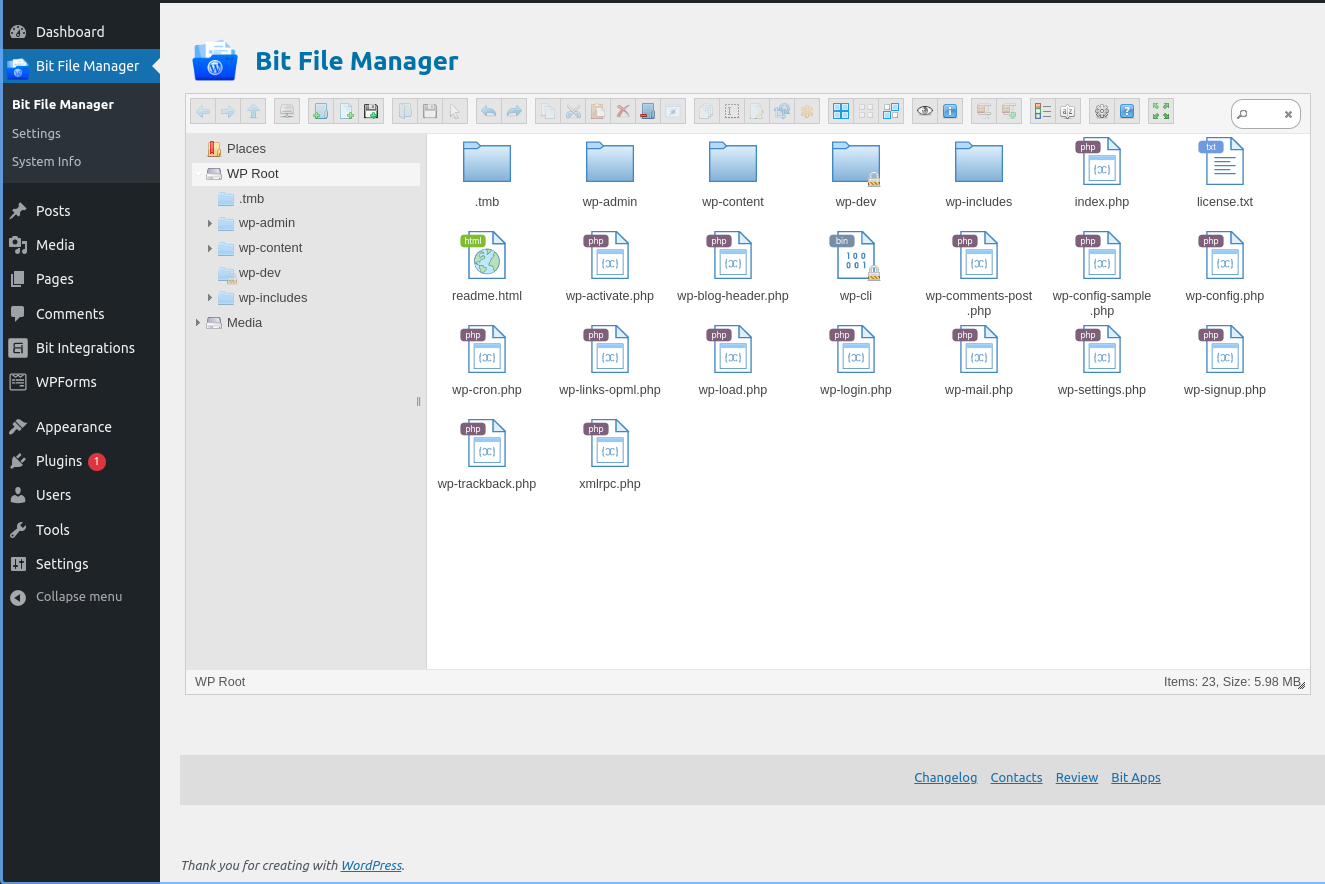 Dashboard
Bit File Manager
Bit File Manager
Settings
System Info
Posts
Media
Pages
Comments
Bit Integrations
WPForms
Appearance
Plugins 1
Users
Tools
Settings
Collapse menu
Bit File Manager
Places
WP Root
.tmb
wp-admin
wp-content
wp-dev
wp-includes
Media
php txt
.tmb wp-admin wp-content wp-dev wp-includes index.php license.txt
html php php bin php php php
100
001
readme.html wp-activate.php wp-blog-header.php wp-cli wp-comments-post wp-config-sample wp-config.php
.php .php
php php php php php php php
wp-cron.php wp-links-opml.php wp-load.php wp-login.php wp-mail.php wp-settings.php wp-signup.php
php php
wp-trackback.php xmlrpc.php
WP Root Items: 23, Size: 5.98 MB
Changelog Contacts Review Bit Apps
Thank you for creating with WordPress.